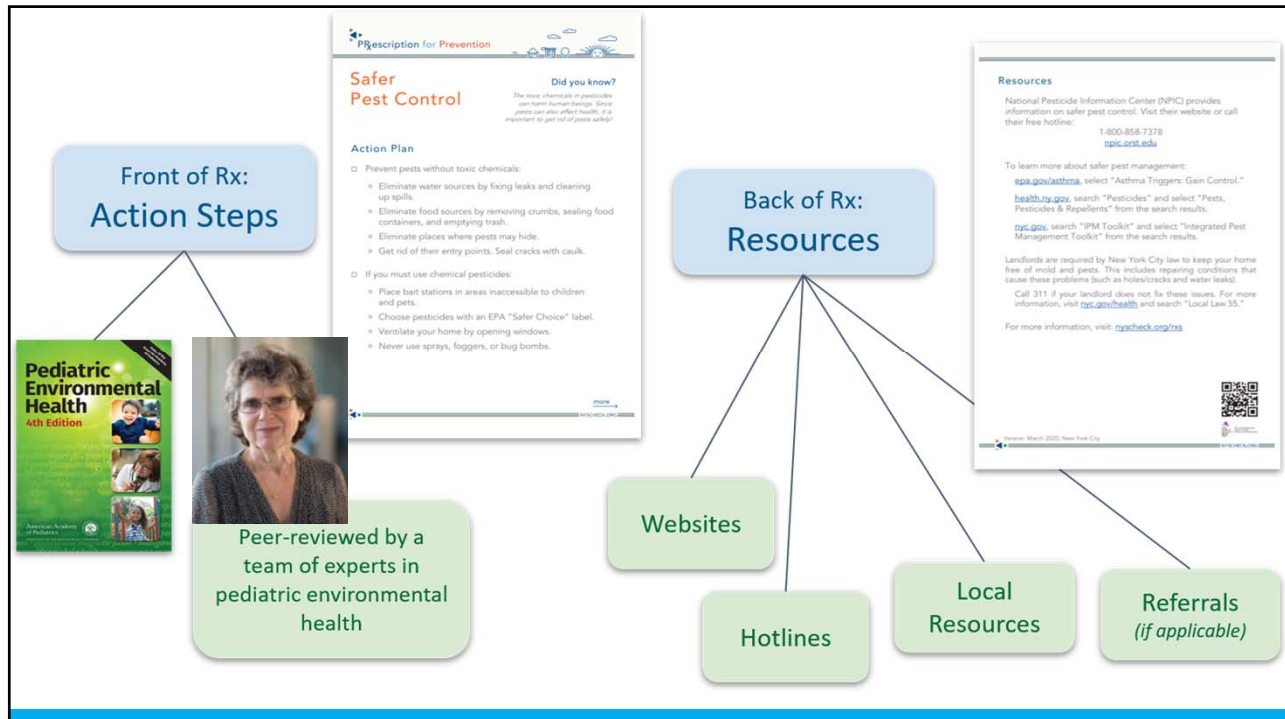 PRxescription for Prevention
Safer
Pest Control
Did you know?
The toxic chemicals in pesticides
can harm human beings. Since
pests can also affect health, it is
important to get rid of pests safely!
Action Plan
Prevent pests without toxic chemicals:
Eliminate water sources by fixing leaks and cleaning
up spills.
Eliminate food sources by removing crumbs, sealing food
containers, and emptying trash.
Eliminate places where pests may hide.
Get rid of their entry points. Seal cracks with caulk.
If you must use chemical pesticides:
Place bait stations in areas inaccessible to children
and pets.
Choose pesticides with an EPA "Safer Choice" label.
Ventilate your home by opening windows.
Never use sprays, foggers, or bug bombs.
more
NYSCHECK.ORG
Front of Rx:
Action Steps
Pediatric
Environmental
Health
4th Edition
American Academy
of Pediatrics
Peer-reviewed by a
team of experts in
pediatric environmental
health
Back of Rx:
Resources
Websites
Hotlines
Local
Resources
Referrals
(if applicable)
Resources
National Pesticide Information Center (NPIC) provides
information on safer pest control. Visit their website or call
their free hotline:
1-800-858-7378
npic.orst.edu
To learn more about safer pest management:
epa.gov/asthma, select "Asthma Triggers: Gain Control."
health.ny.gov, search "Pesticides" and select "Pests,
Pesticides & Repellents" from the search results.
nyc.gov, search "IPM Toolkit" and select "Integrated Pest
Management Toolkit" from the search results.
Landlords are required by New York City law to keep your home
free of mold and pests. This includes repairing conditions that
cause these problems (such as holes/cracks and water leaks).
Call 311 if your landlord does not fix these issues. For more
information, visit nyc.gov/health and search "Local Law 55."
For more information, visit: nyscheck.org/rxs
Version: March 2020, New York City
NYSCHECK.ORG